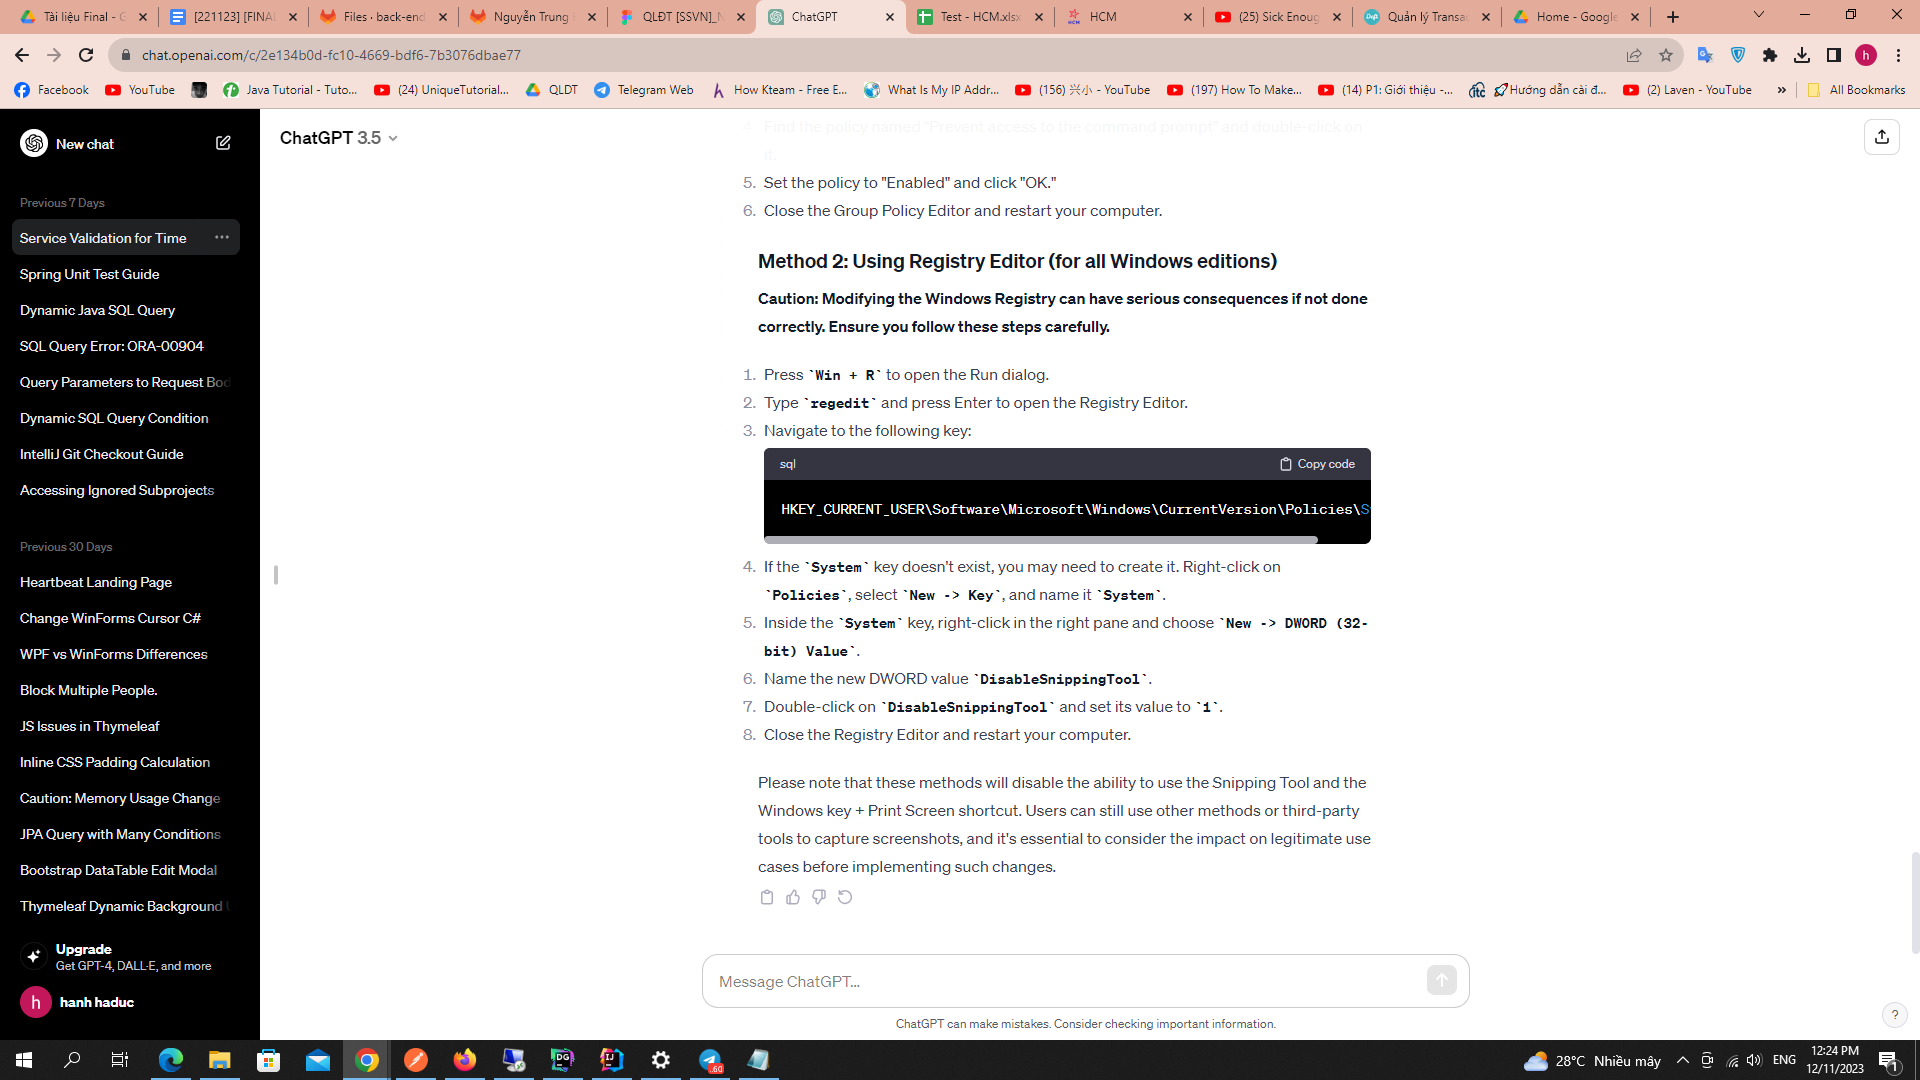 Tài liệu Final - G
[221123] [FINAL
Files · back-end
Nguyễn Trung
QLĐT [SSVN]_N
ChatGPT
Test - HCM.xlsx
HCM
(25) Sick Enoug
Quản lý Transa
Home - Google
chat.openai.com/c/2e134b0d-fc10-4669-bdf6-7b3076dbae77
h
Facebook
YouTube
Java Tutorial - Tuto...
(24) UniqueTutorial...
QLDT
Telegram Web
How Kteam - Free E...
What Is My IP Addr...
(156) 兴小 - YouTube
(197) How To Make...
(14) P1: Giới thiệu -...
Hướng dẫn cài đ...
(2) Laven - YouTube
»
All Bookmarks
New chat
Previous 7 Days
Service Validation for Time
Spring Unit Test Guide
Dynamic Java SQL Query
SQL Query Error: ORA-00904
Query Parameters to Request Bod
Dynamic SQL Query Condition
IntelliJ Git Checkout Guide
Accessing Ignored Subprojects
Previous 30 Days
Heartbeat Landing Page
Change WinForms Cursor C#
WPF vs WinForms Differences
Block Multiple People.
JS Issues in Thymeleaf
Inline CSS Padding Calculation
Caution: Memory Usage Change
JPA Query with Many Conditions
Bootstrap DataTable Edit Modal
Thymeleaf Dynamic Background
Upgrade
Get GPT-4, DALL·E, and more
h
hanh haduc
ChatGPT 3.5
4. Find the policy named "Prevent access to the command prompt" and double-click on
it.
5. Set the policy to "Enabled" and click "OK."
6. Close the Group Policy Editor and restart your computer.
Method 2: Using Registry Editor (for all Windows editions)
Caution: Modifying the Windows Registry can have serious consequences if not done
correctly. Ensure you follow these steps carefully.
1. Press `Win + R` to open the Run dialog.
2. Type `regedit` and press Enter to open the Registry Editor.
3. Navigate to the following key:
sql
Copy code
HKEY_CURRENT_USER\Software\Microsoft\Windows\CurrentVersion\Policies\S
4. If the `System` key doesn't exist, you may need to create it. Right-click on
`Policies`, select `New -> Key`, and name it `System`.
5. Inside the `System` key, right-click in the right pane and choose `New -> DWORD (32-
bit) Value`.
6. Name the new DWORD value `DisableSnippingTool`.
7. Double-click on `DisableSnippingTool` and set its value to `1`.
8. Close the Registry Editor and restart your computer.
Please note that these methods will disable the ability to use the Snipping Tool and the
Windows key + Print Screen shortcut. Users can still use other methods or third-party
tools to capture screenshots, and it's essential to consider the impact on legitimate use
cases before implementing such changes.
Message ChatGPT...
ChatGPT can make mistakes. Consider checking important information.
?
DG
IJ
.60
28°C Nhiều mây
ENG
12:24 PM
12/11/2023
1